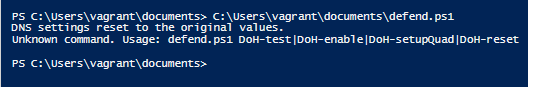 PS C:\Users\vagrant\documents> C:\Users\vagrant\documents\defend.ps1
DNS settings reset to the original values.
Unknown command. Usage: defend.ps1 DoH-test|DoH-enable|DoH-setupQuad|DoH-reset
PS C:\Users\vagrant\documents>